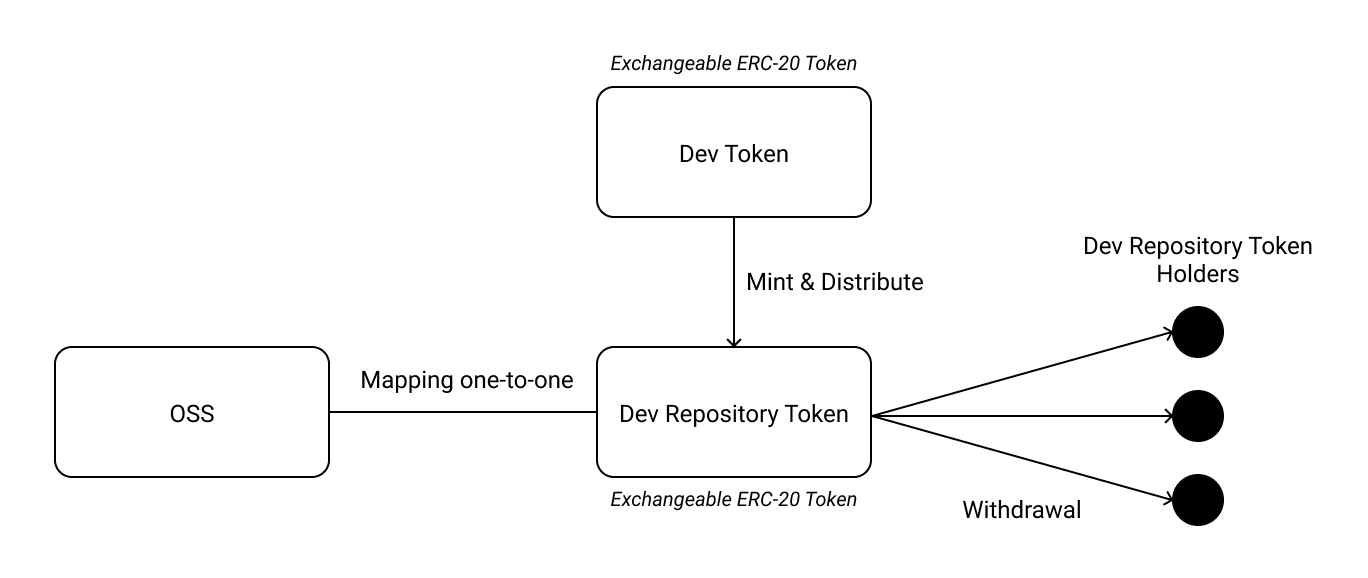 Exchangeable ERC-20 Token
Dev Token
Mint & Distribute
Dev Repository Token
Holders
Mapping one-to-one
OSS
Dev Repository Token
Exchangeable ERC-20 Token
Withdrawal